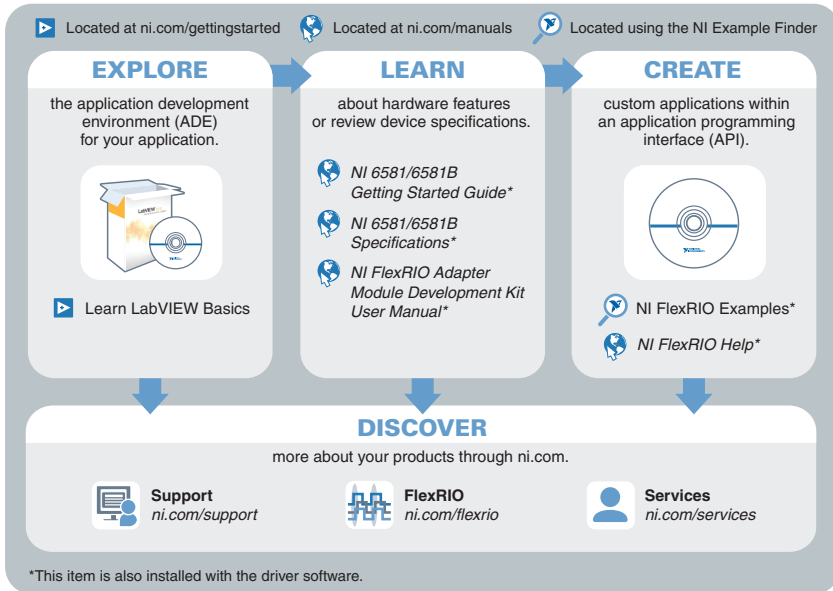 Located at ni.com/gettingstarted
Located at ni.com/manuals
Located using the NI Example Finder
EXPLORE
the application development
environment (ADE)
for your application.
LabVIEW
Learn LabVIEW Basics
LEARN
about hardware features
or review device specifications.
NI 6581/6581B
Getting Started Guide*
NI 6581/6581B
Specifications*
NI FlexRIO Adapter
Module Development Kit
User Manual*
CREATE
custom applications within
an application programming
interface (API).
NI FlexRIO Examples*
NI FlexRIO Help*
DISCOVER
more about your products through ni.com.
Support
ni.com/support
FlexRIO
ni.com/flexrio
Services
ni.com/services
*This item is also installed with the driver software.